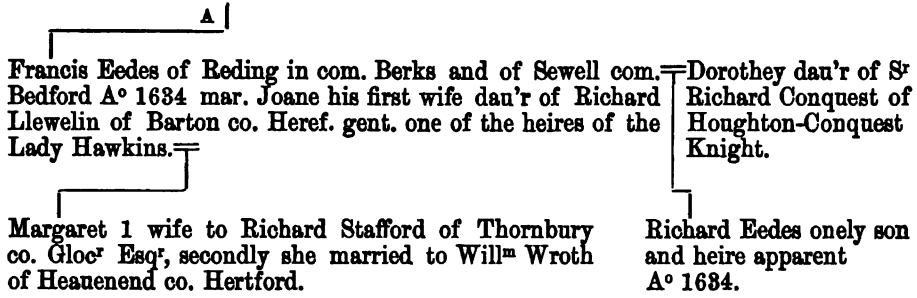 A
Francis Eedes of Reding in com. Berks and of Sewell com.
Bedford Aº 1634 mar. Joane his first wife dau'r of Richard
Llewelin of Barton co. Heref. gent. one of the heires of the
Lady Hawkins.
Dorothey dau'r of Sʳ
Richard Conquest of
Houghton-Conquest
Knight.
Margaret 1 wife to Richard Stafford of Thornbury
co. Glocʳ Esqʳ, secondly she married to Willᵐ Wroth
of Heauenend co. Hertford.
Richard Eedes onely son
and heire apparent
Aº 1634.